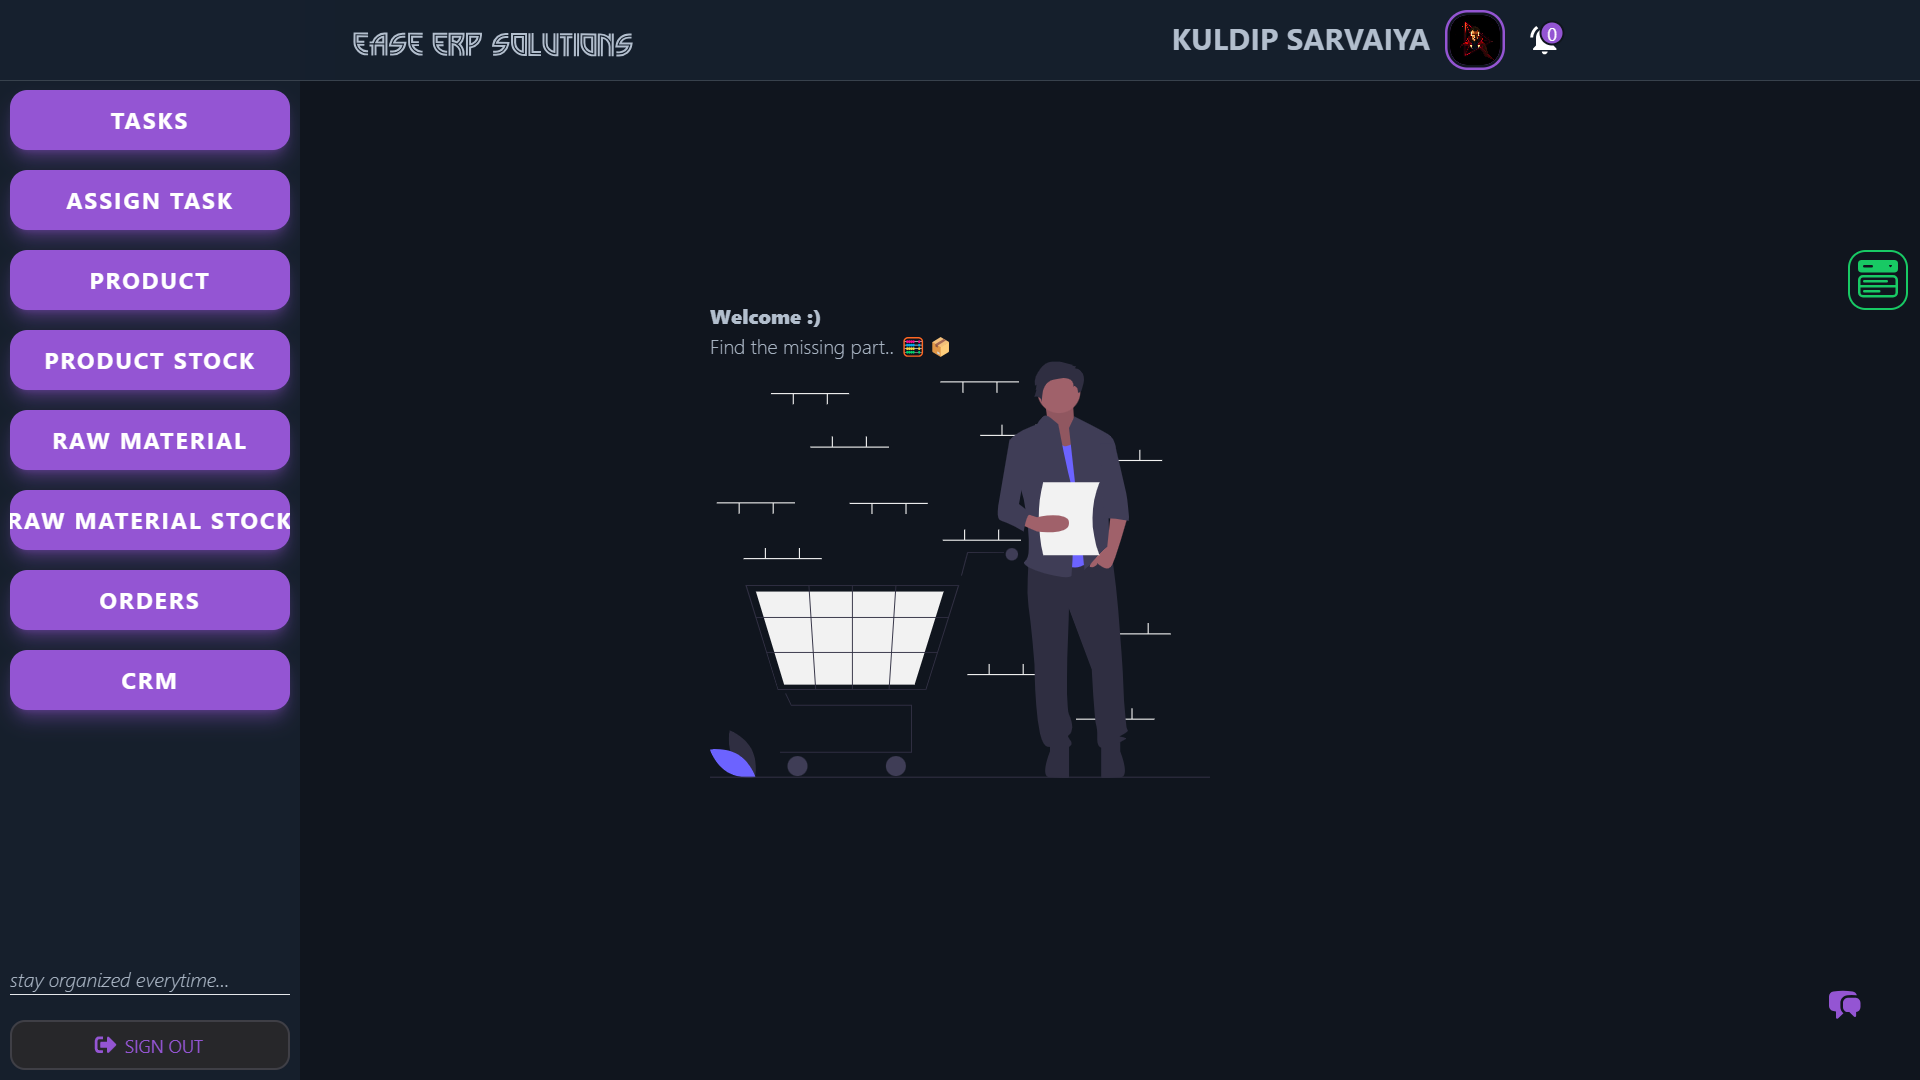 EASE ERP SOLUTIONS
KULDIP SARVAIYA
0
TASKS
ASSIGN TASK
PRODUCT
PRODUCT STOCK
RAW MATERIAL
RAW MATERIAL STOCK
ORDERS
CRM
stay organized everytime...
SIGN OUT
Welcome :)
Find the missing part.. 🧮 📦